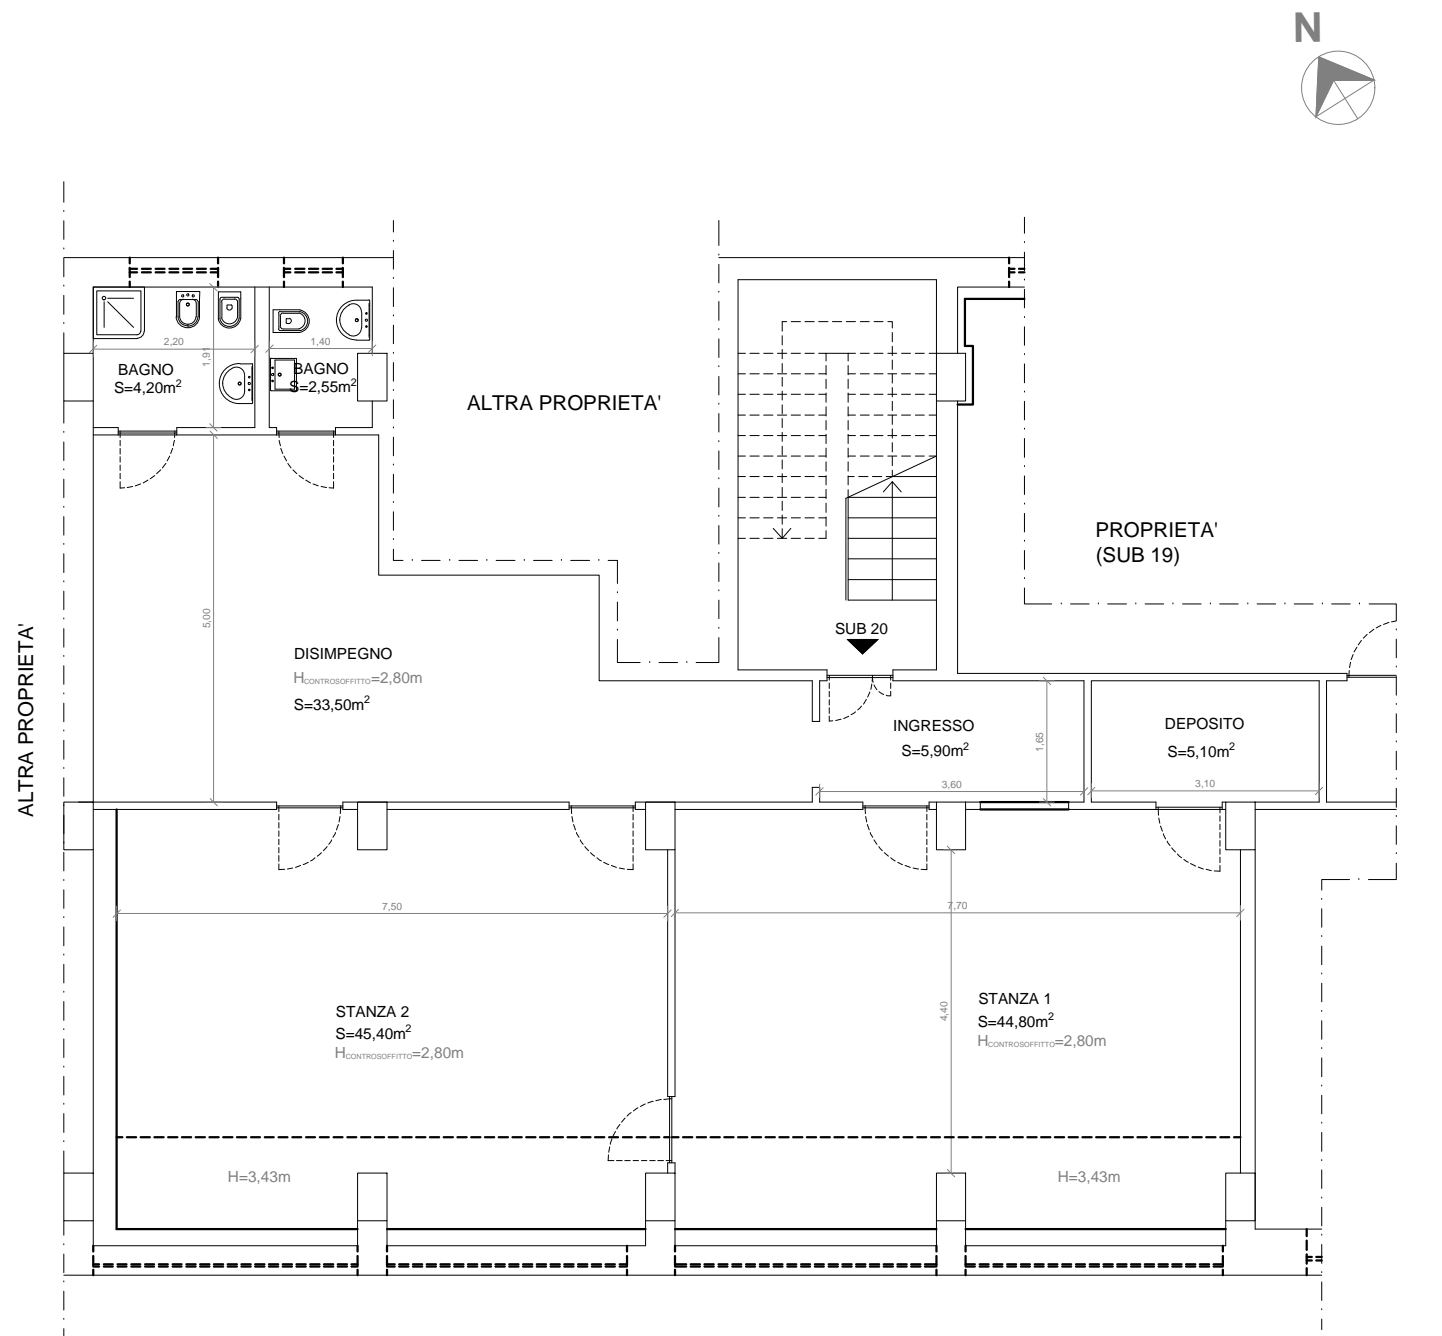 N
2,20
1,91
1,40
BAGNO
S=4,20m²
BAGNO
S=2,55m²
ALTRA PROPRIETA'
PROPRIETA'
(SUB 19)
5,00
SUB 20
ALTRA PROPRIETA'
DISIMPEGNO
HCONTROSOFFITTO=2,80m
S=33,50m²
INGRESSO
S=5,90m²
1,65
3,60
DEPOSITO
S=5,10m²
3,10
7,50
7,70
4,40
STANZA 2
S=45,40m²
HCONTROSOFFITTO=2,80m
STANZA 1
S=44,80m²
HCONTROSOFFITTO=2,80m
H=3,43m
H=3,43m